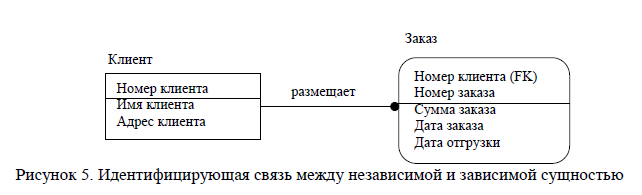 Клиент
Номер клиента
Имя клиента
Адрес клиента
размещает
Заказ
Номер клиента (FK)
Номер заказа
Сумма заказа
Дата заказа
Дата отгрузки
Рисунок 5. Идентифицирующая связь между независимой и зависимой сущностью